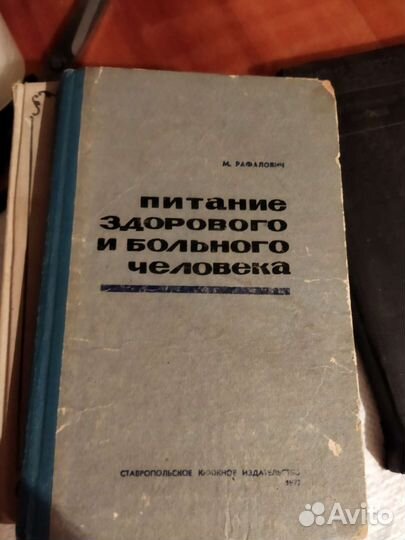 М. РАФАЛОВИЧ
ПИТАНИЕ
ЗДОРОВОГО
И БОЛЬНОГО
ЧЕЛОВЕКА
СТАВРОПОЛЬСКОЕ КНИЖНОЕ ИЗДАТЕЛЬСТВО
Avito